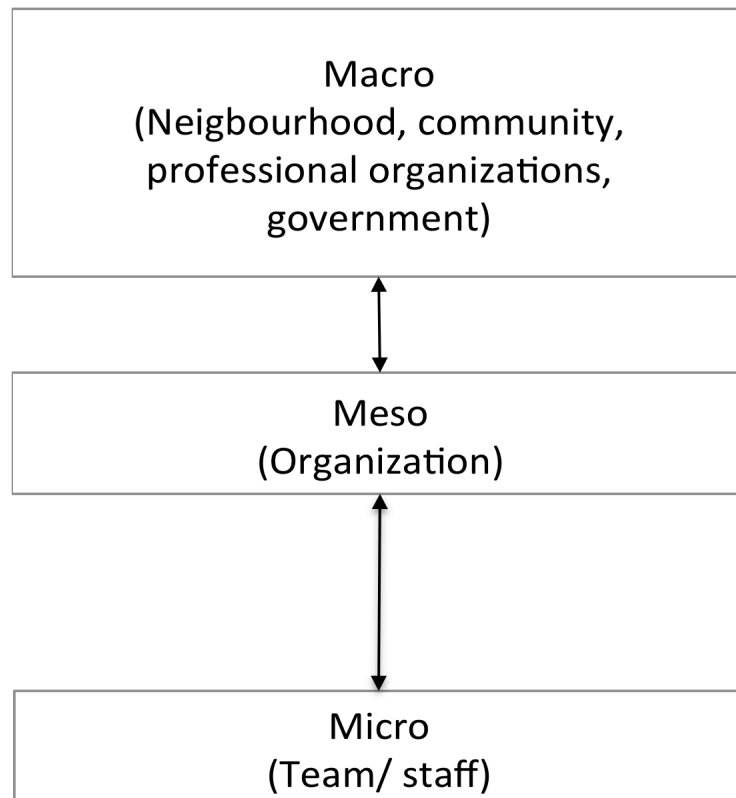 Macro
(Neigbourhood, community,
professional organizations,
government)
Meso
(Organization)
Micro
(Team/ staff)